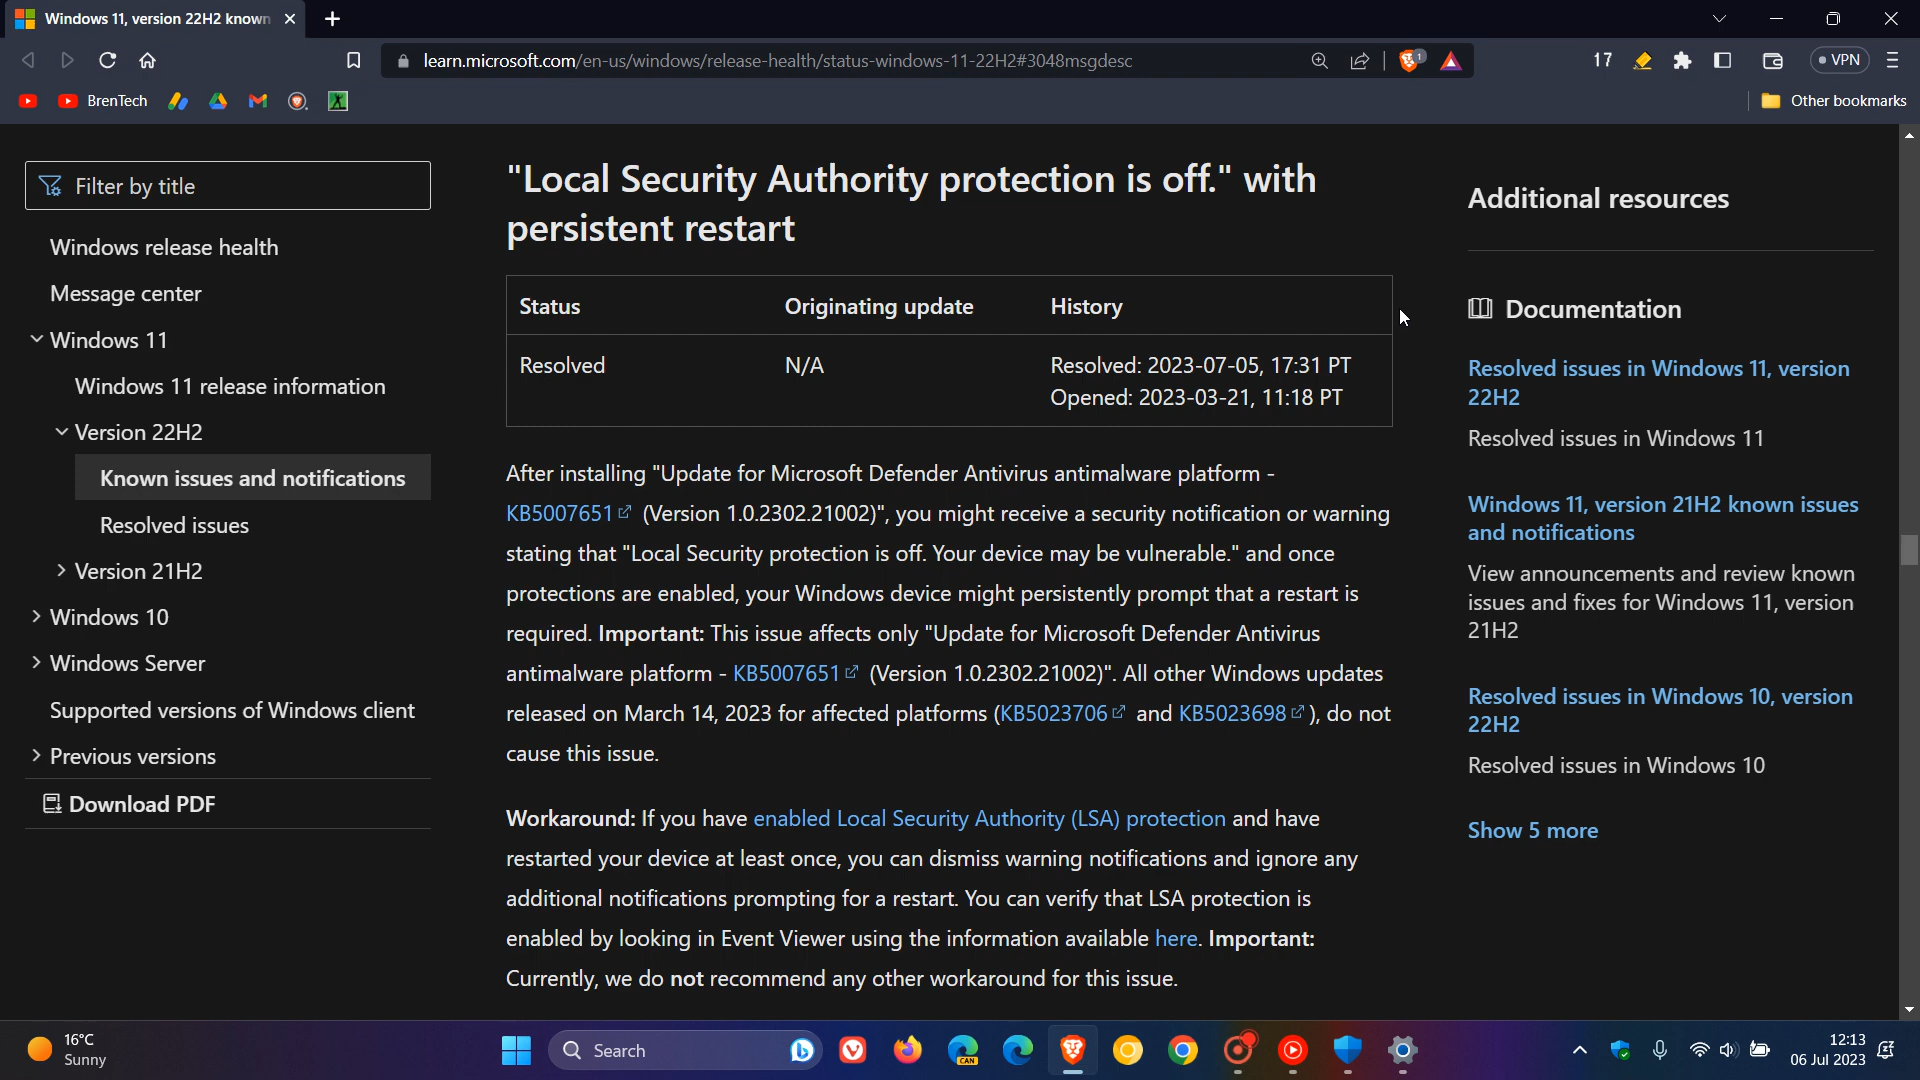 Windows 11, version 22H2 known
learn.microsoft.com/en-us/windows/release-health/status-windows-11-22H2#3048msgdesc
1
17
VPN
BrenTech
Other bookmarks
Filter by title
Windows release health
Message center
Windows 11
Windows 11 release information
Version 22H2
Known issues and notifications
Resolved issues
Version 21H2
Windows 10
Windows Server
Supported versions of Windows client
Previous versions
Download PDF
"Local Security Authority protection is off." with
persistent restart
Status Originating update History
Resolved N/A Resolved: 2023-07-05, 17:31 PT
Opened: 2023-03-21, 11:18 PT
After installing "Update for Microsoft Defender Antivirus antimalware platform -
KB5007651 (Version 1.0.2302.21002)", you might receive a security notification or warning
stating that "Local Security protection is off. Your device may be vulnerable." and once
protections are enabled, your Windows device might persistently prompt that a restart is
required. Important: This issue affects only "Update for Microsoft Defender Antivirus
antimalware platform - KB5007651 (Version 1.0.2302.21002)". All other Windows updates
released on March 14, 2023 for affected platforms (KB5023706 and KB5023698), do not
cause this issue.
Workaround: If you have enabled Local Security Authority (LSA) protection and have
restarted your device at least once, you can dismiss warning notifications and ignore any
additional notifications prompting for a restart. You can verify that LSA protection is
enabled by looking in Event Viewer using the information available here. Important:
Currently, we do not recommend any other workaround for this issue.
Additional resources
Documentation
Resolved issues in Windows 11, version
22H2
Resolved issues in Windows 11
Windows 11, version 21H2 known issues
and notifications
View announcements and review known
issues and fixes for Windows 11, version
21H2
Resolved issues in Windows 10, version
22H2
Resolved issues in Windows 10
Show 5 more
16°C
Sunny
Search
CAN
12:13
06 Jul 2023